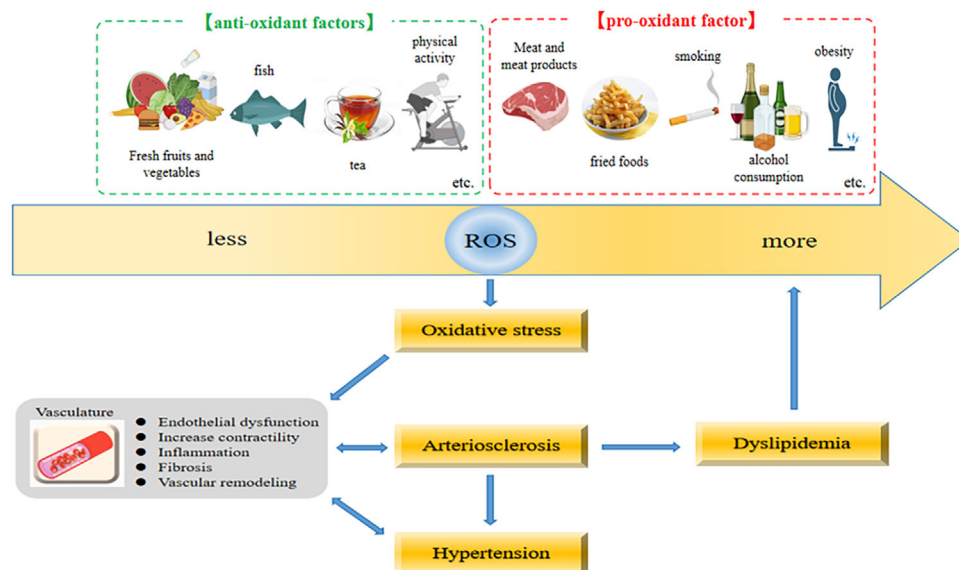 【anti-oxidant factors】
【pro-oxidant factor】
physical
activity
fish
Fresh fruits and
vegetables
tea
etc.
Meat and
meat products
smoking
obesity
fried foods
alcohol
consumption
etc.
less
ROS
more
Oxidative stress
Vasculature
● Endothelial dysfunction
● Increase contractility
● Inflammation
● Fibrosis
● Vascular remodeling
Arteriosclerosis
Dyslipidemia
Hypertension